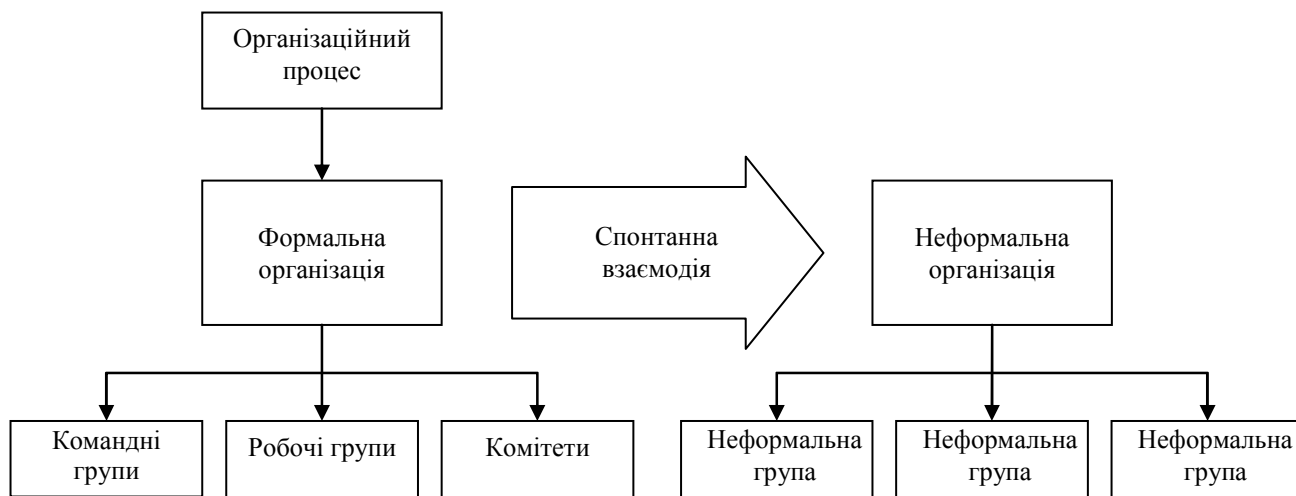 Організаційний
процес
Формальна
організація
Спонтанна
взаємодія
Неформальна
організація
Командні
групи
Робочі групи
Комітети
Неформальна
група
Неформальна
група
Неформальна
група